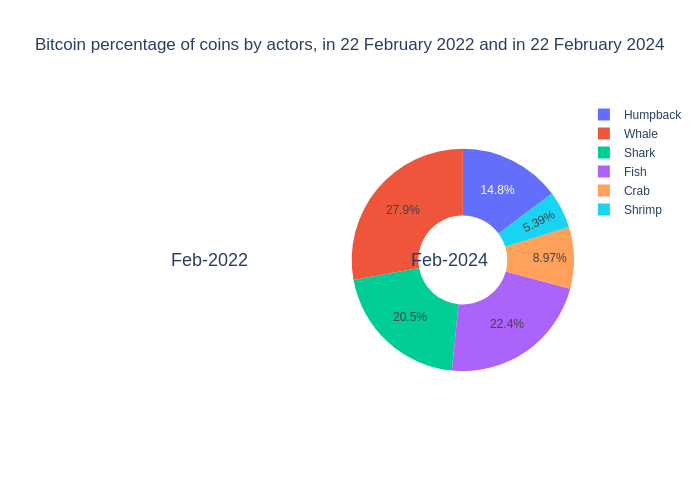 Bitcoin percentage of coins by actors, in 22 February 2022 and in 22 February 2024
Humpback
Whale
Shark
Fish
Crab
Shrimp
14.8%
27.9%
5.39%
8.97%
Feb-2022
Feb-2024
20.5%
22.4%